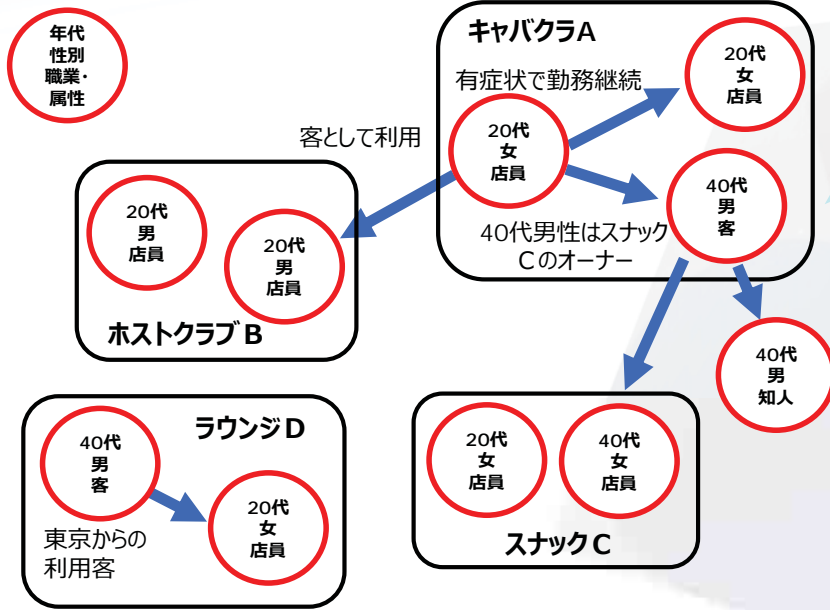 年代
性別
職業・
属性
キャバクラA
20代
女
店員
有症状で勤務継続
20代
女
店員
客として利用
40代
男
客
40代男性はスナック
Cのオーナー
20代
男
店員
20代
男
店員
ホストクラブB
40代
男
知人
ラウンジD
40代
男
客
20代
女
店員
東京からの
利用客
20代
女
店員
40代
女
店員
スナックC